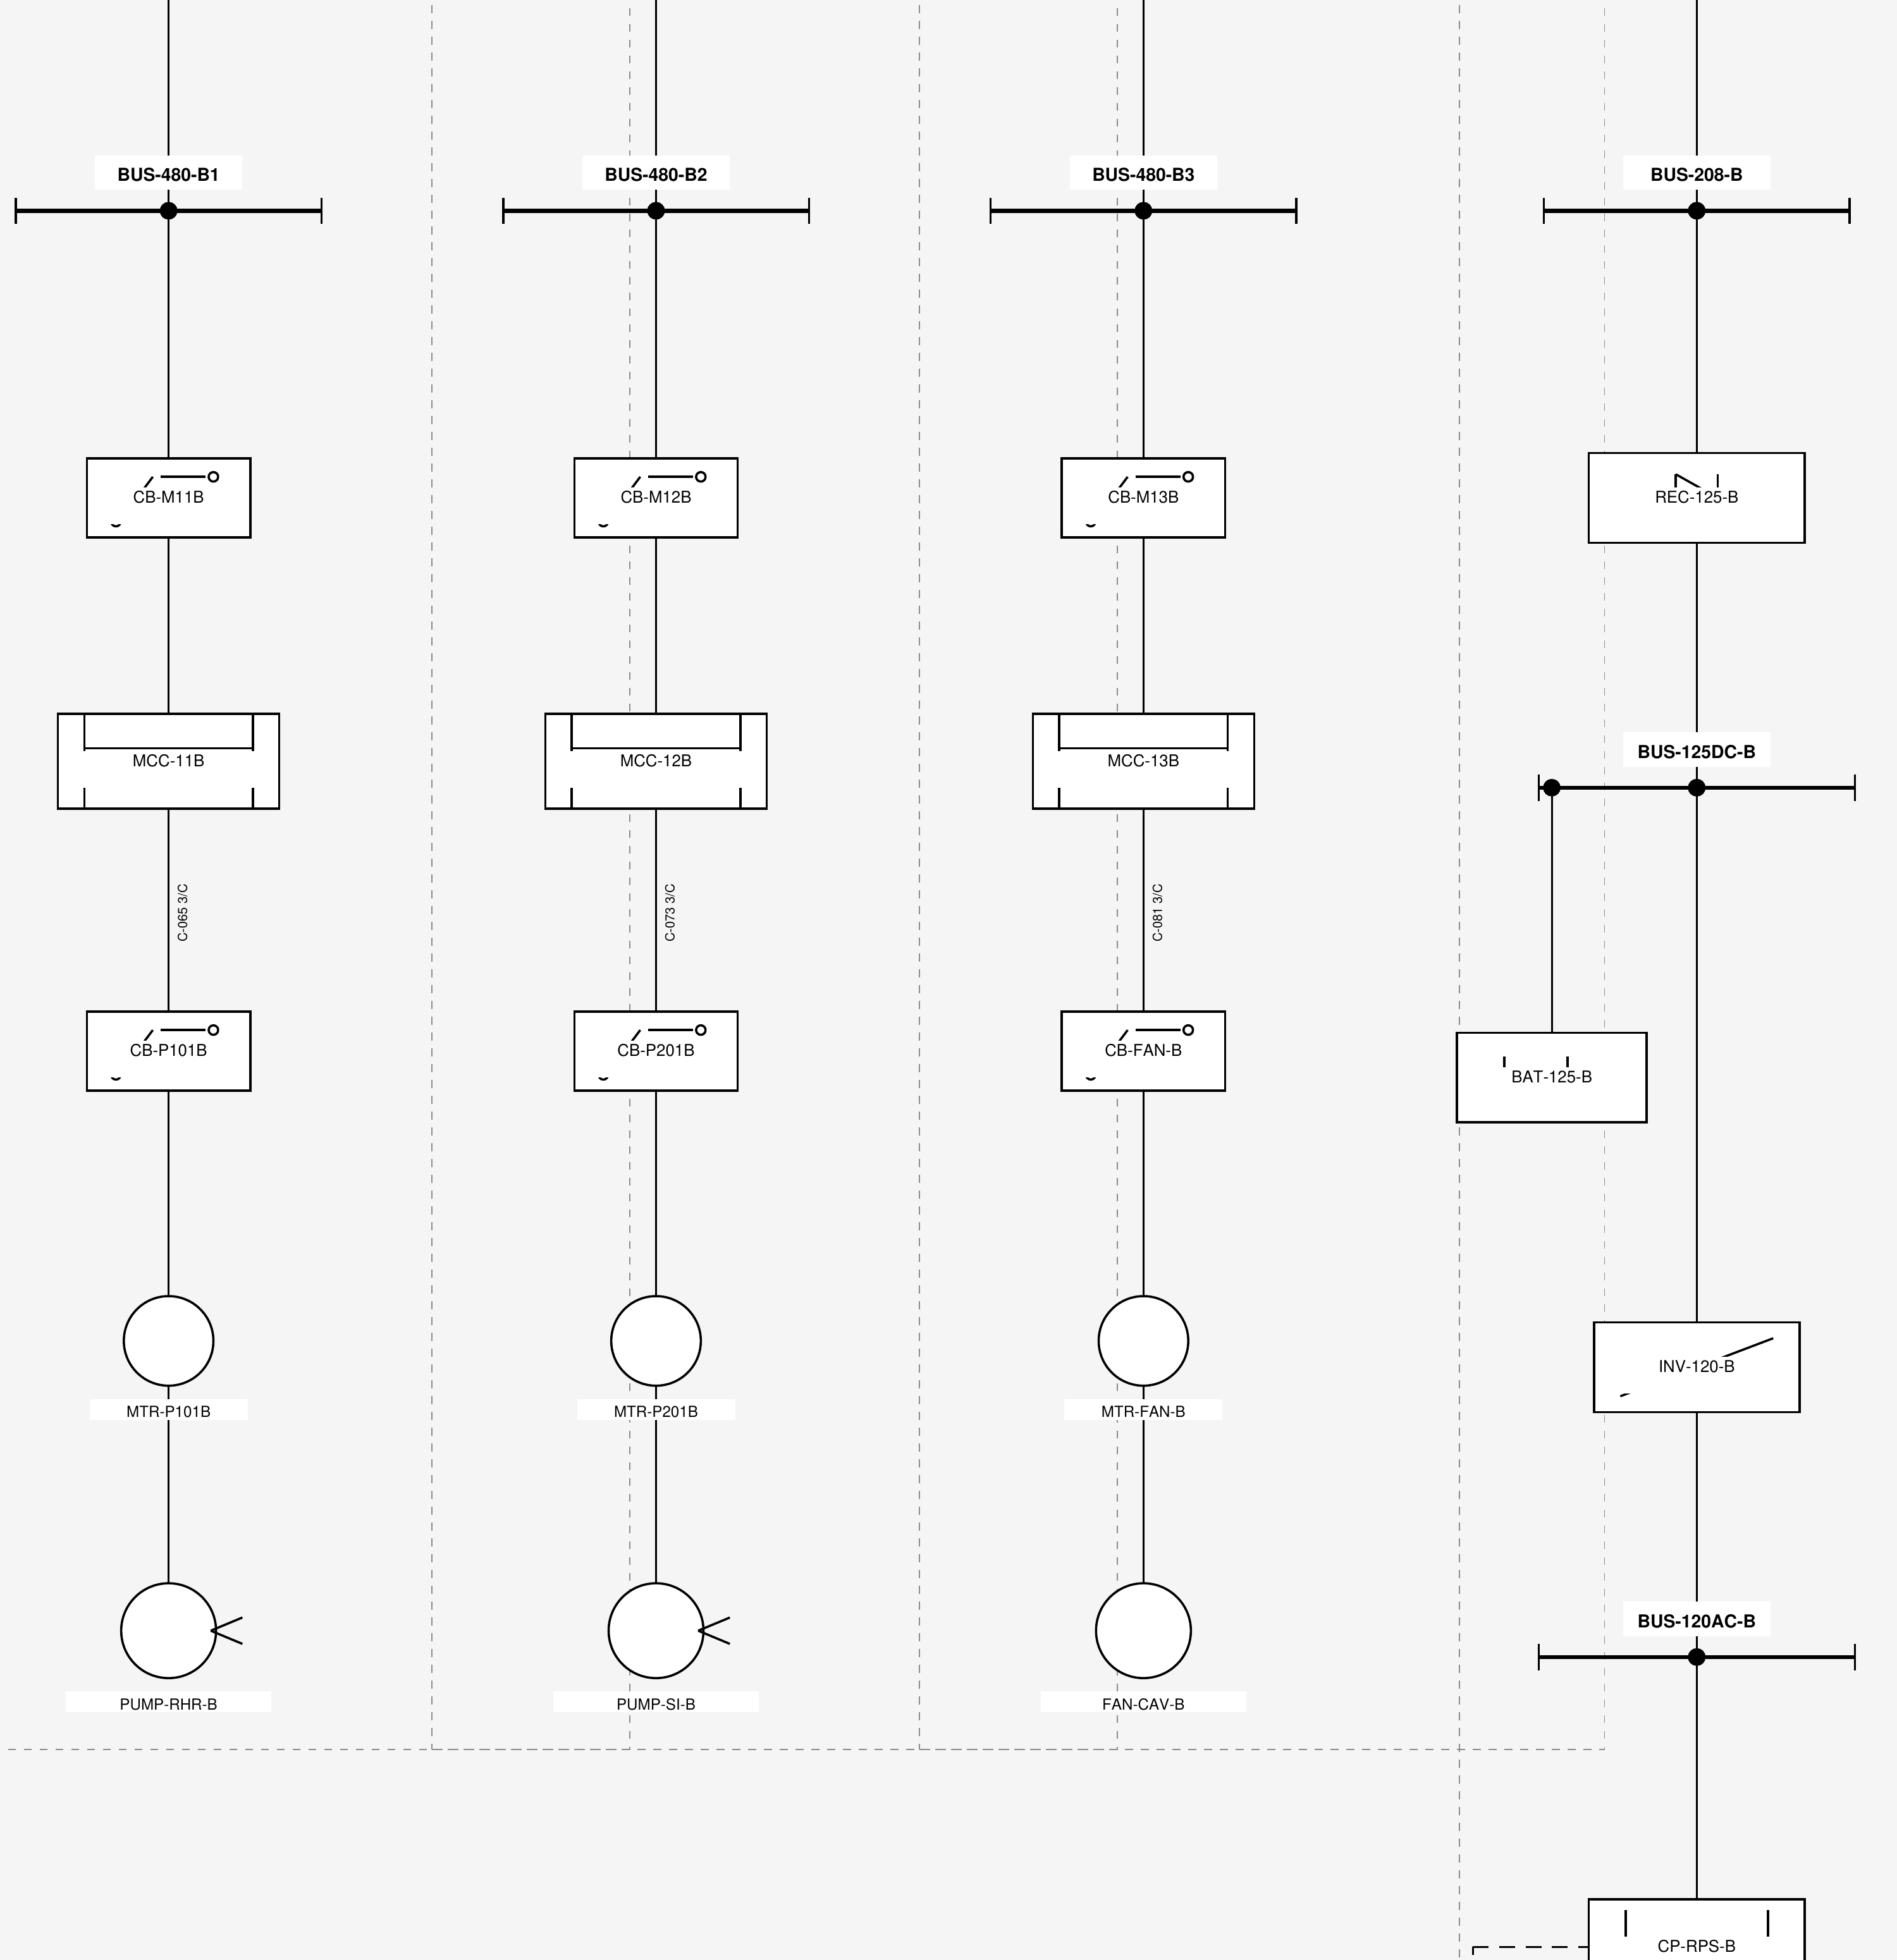 BUS-480-B1
BUS-480-B2
BUS-480-B3
BUS-208-B
CB-M11B
CB-M12B
CB-M13B
REC-125-B
MCC-11B
MCC-12B
MCC-13B
BUS-125DC-B
C-065 3/C
C-073 3/C
C-081 3/C
CB-P101B
CB-P201B
CB-FAN-B
BAT-125-B
INV-120-B
MTR-P101B
MTR-P201B
MTR-FAN-B
BUS-120AC-B
PUMP-RHR-B
PUMP-SI-B
FAN-CAV-B
CP-RPS-B